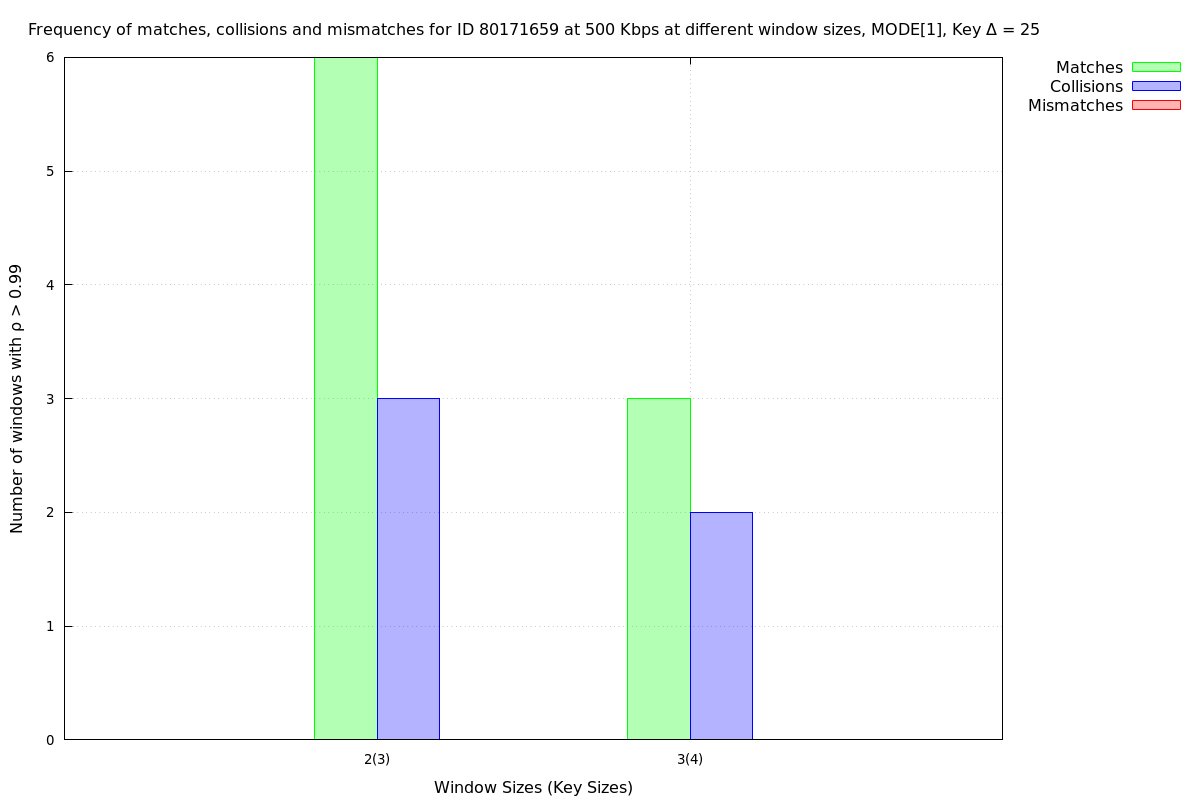 Frequency of matches, collisions and mismatches for ID 80171659 at 500 Kbps at different window sizes, MODE[1], Key Δ = 25
Matches
Collisions
Mismatches
Number of windows with ρ > 0.99
6
5
4
3
2
1
0
2(3)
3(4)
Window Sizes (Key Sizes)